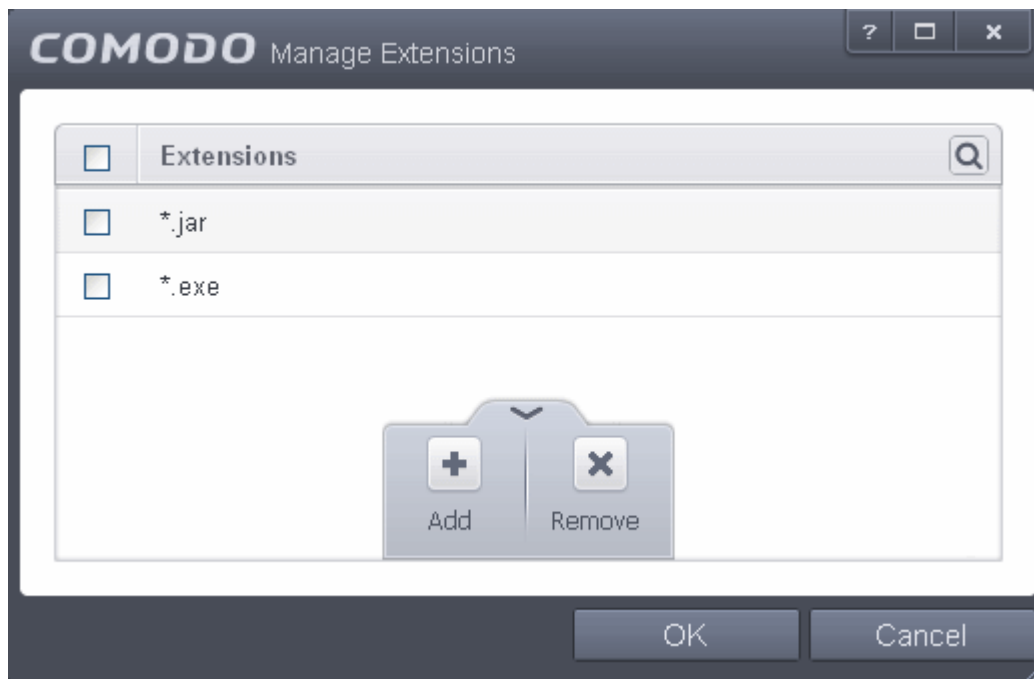 COMODO Manage Extensions
?
Extensions
*.jar
*.exe
Add Remove
OK Cancel